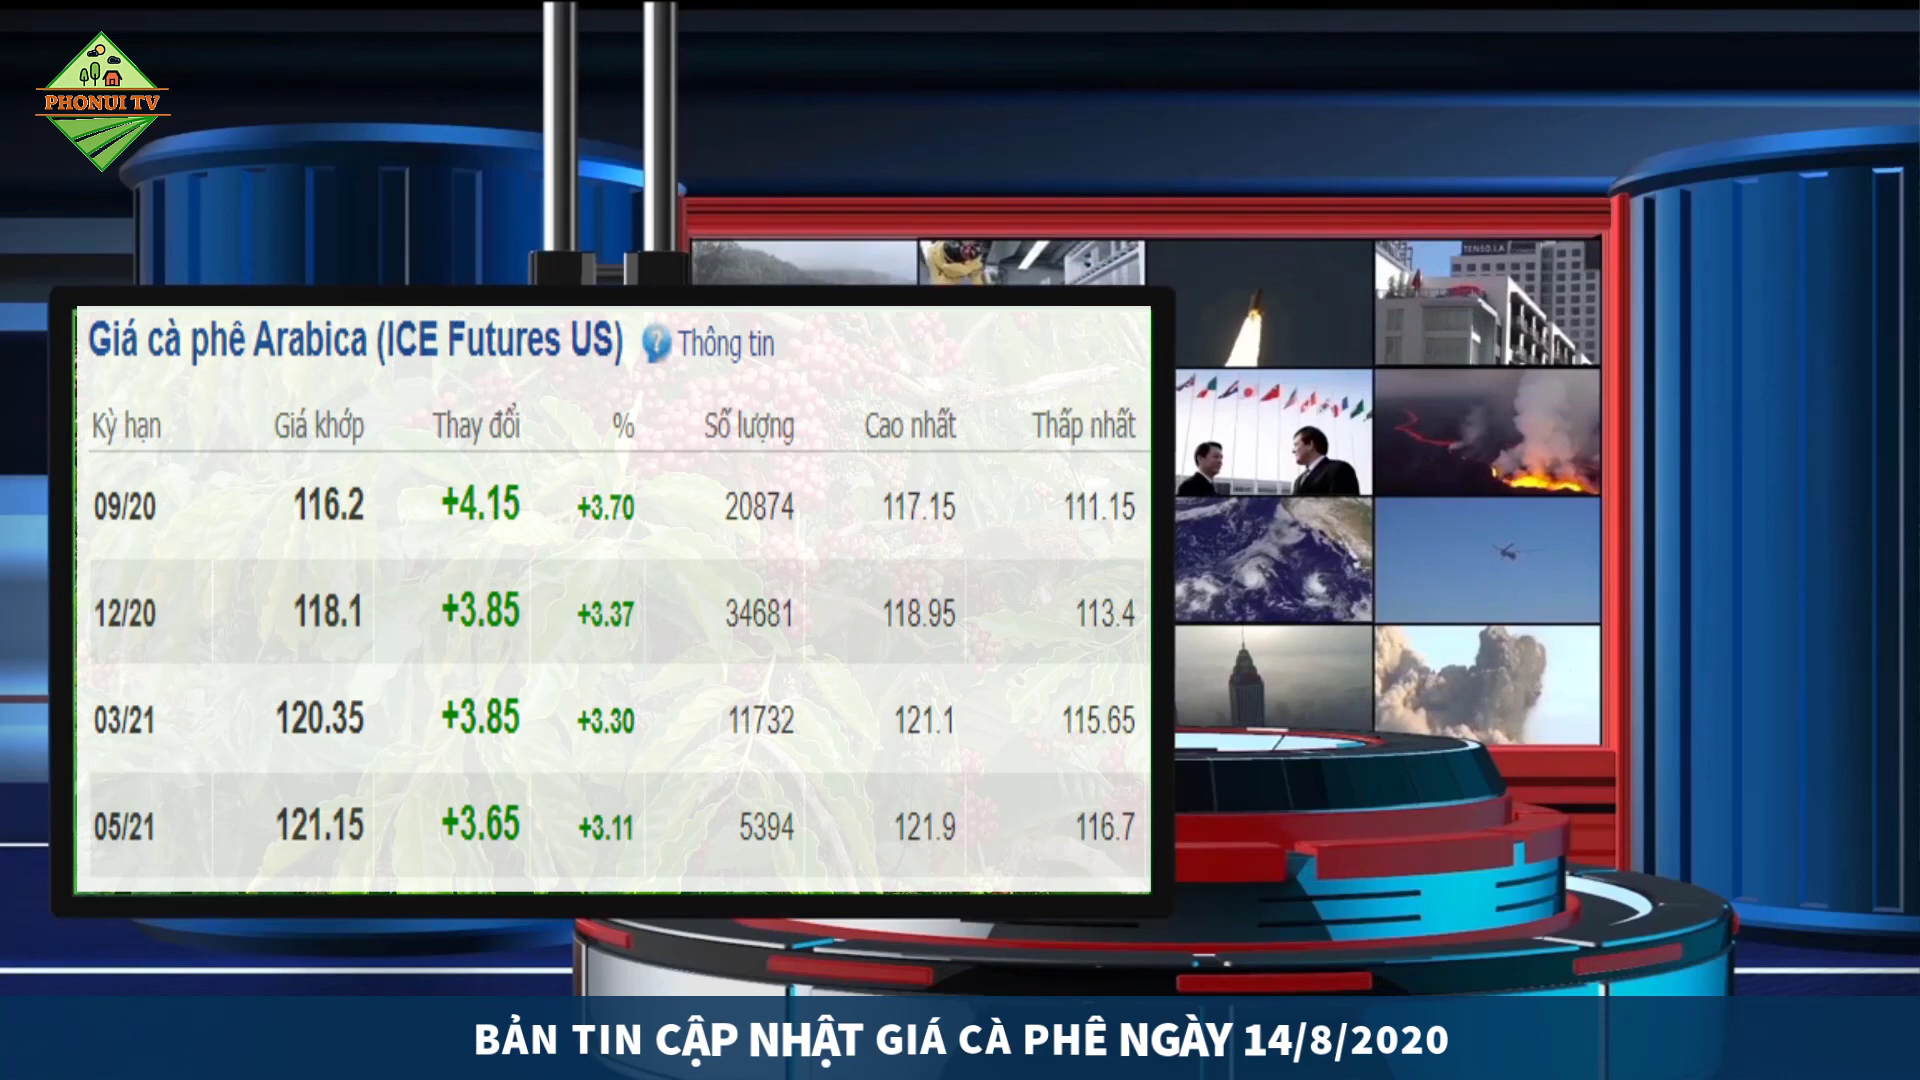 PHONUI TV
TENSO.LA
Giá cà phê Arabica (ICE Futures US) ? Thông tin
Kỳ hạn Giá khớp Thay đổi % Số lượng Cao nhất Thấp nhất
09/20 116.2 +4.15 +3.70 20874 117.15 111.15
12/20 118.1 +3.85 +3.37 34681 118.95 113.4
03/21 120.35 +3.85 +3.30 11732 121.1 115.65
05/21 121.15 +3.65 +3.11 5394 121.9 116.7
BẢN TIN CẬP NHẬT GIÁ CÀ PHÊ NGÀY 14/8/2020